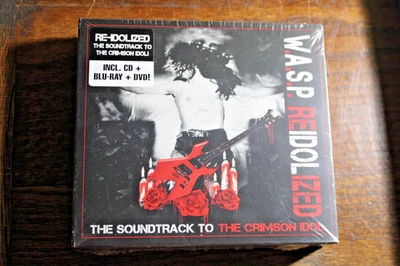 RE-IDOLIZED
THE SOUNDTRACK TO
THE CRIMSON IDOL!
INCL. CD +
BLU-RAY + DVD!
W.A.S.P. REIDOLIZED
THE SOUNDTRACK TO THE CRIMSON IDOL